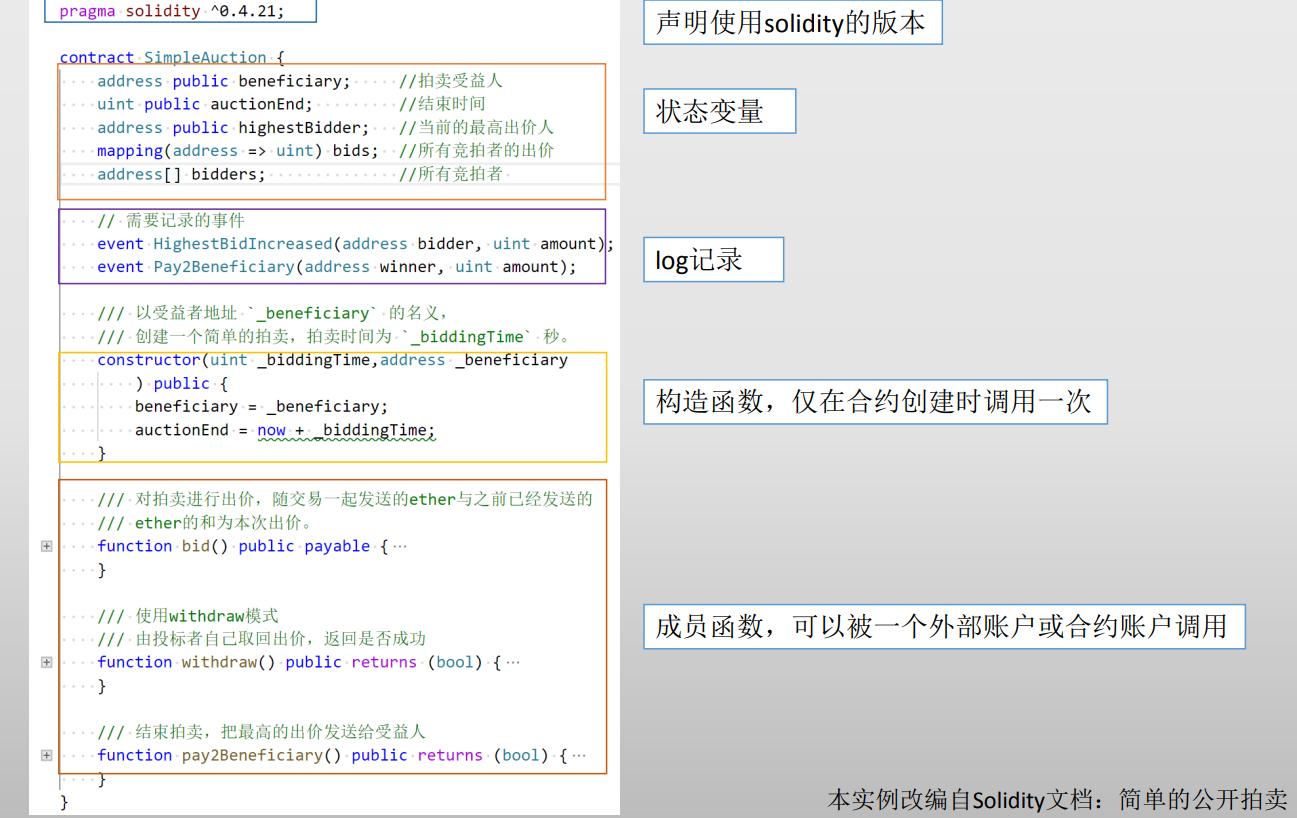 pragma solidity ^0.4.21;
声明使用solidity的版本
contract SimpleAuction {
address public beneficiary; //拍卖受益人
uint public auctionEnd; //结束时间
address public highestBidder; //当前的最高出价人
mapping(address => uint) bids; //所有竞拍者的出价
address[] bidders; //所有竞拍者
状态变量
// 需要记录的事件
event HighestBidIncreased(address bidder, uint amount);
event Pay2Beneficiary(address winner, uint amount);
log记录
/// 以受益者地址 `_beneficiary` 的名义，
/// 创建一个简单的拍卖，拍卖时间为 `_biddingTime` 秒。
constructor(uint _biddingTime,address _beneficiary
) public {
beneficiary = _beneficiary;
auctionEnd = now + _biddingTime;
}
构造函数，仅在合约创建时调用一次
/// 对拍卖进行出价，随交易一起发送的ether与之前已经发送的
/// ether的和为本次出价。
function bid() public payable {…
}
/// 使用withdraw模式
/// 由投标者自己取回出价，返回是否成功
function withdraw() public returns (bool) {…
}
/// 结束拍卖，把最高的出价发送给受益人
function pay2Beneficiary() public returns (bool) {…
}
}
成员函数，可以被一个外部账户或合约账户调用
本实例改编自Solidity文档：简单的公开拍卖